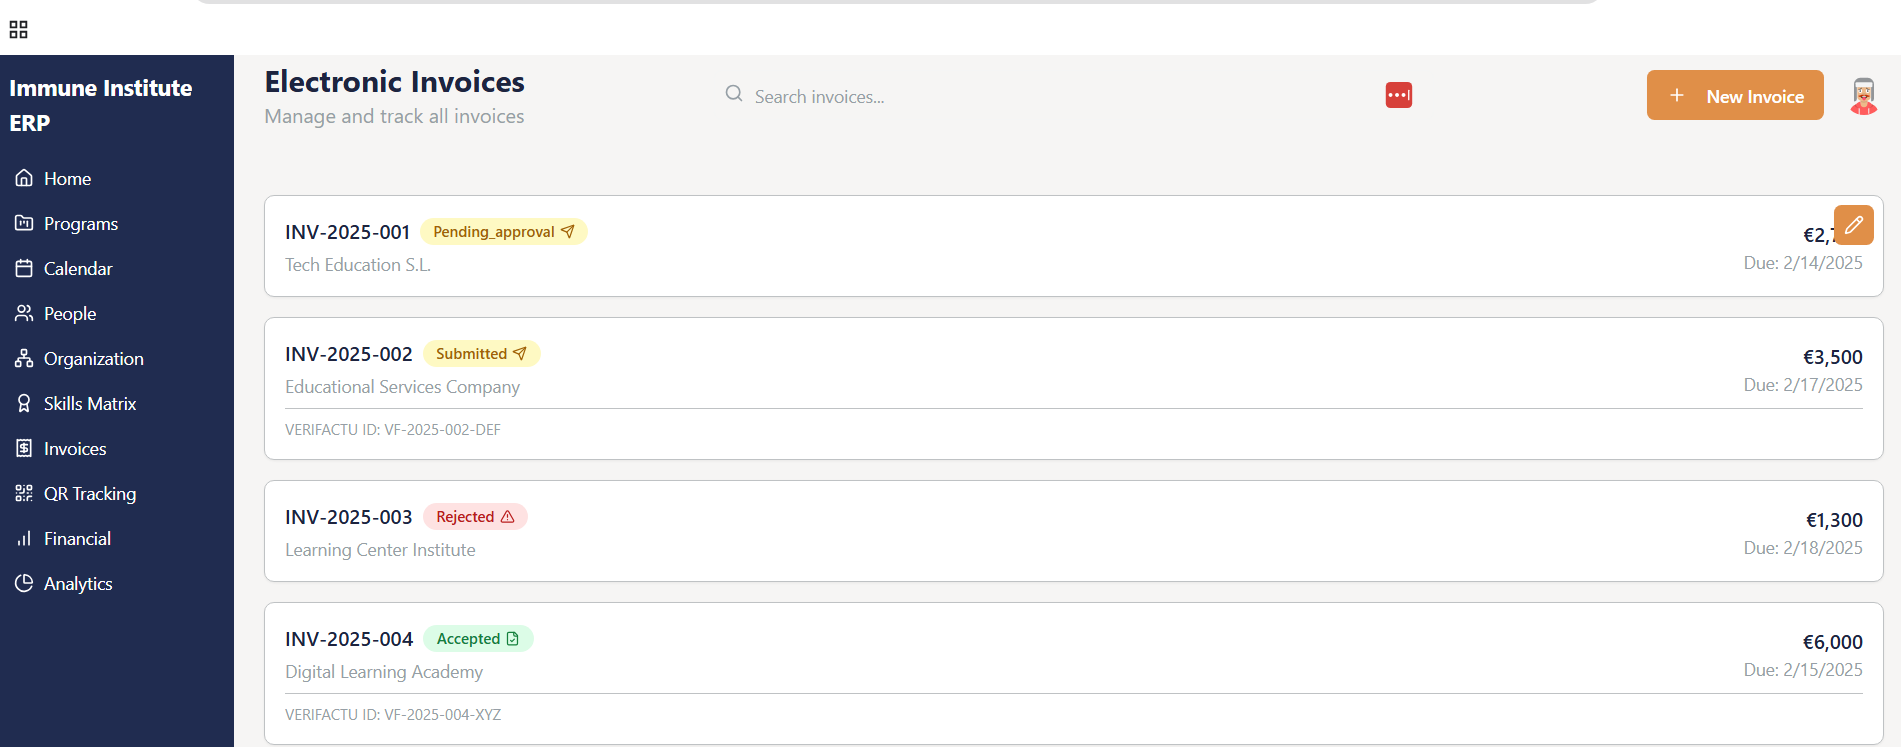 Immune Institute
ERP
Home
Programs
Calendar
People
Organization
Skills Matrix
Invoices
QR Tracking
Financial
Analytics
Electronic Invoices
Manage and track all invoices
Search invoices...
New Invoice
INV-2025-001 Pending_approval
Tech Education S.L.
Due: 2/14/2025
INV-2025-002 Submitted €3,500
Educational Services Company Due: 2/17/2025
VERIFACTU ID: VF-2025-002-DEF
INV-2025-003 Rejected €1,300
Learning Center Institute Due: 2/18/2025
INV-2025-004 Accepted €6,000
Digital Learning Academy Due: 2/15/2025
VERIFACTU ID: VF-2025-004-XYZ